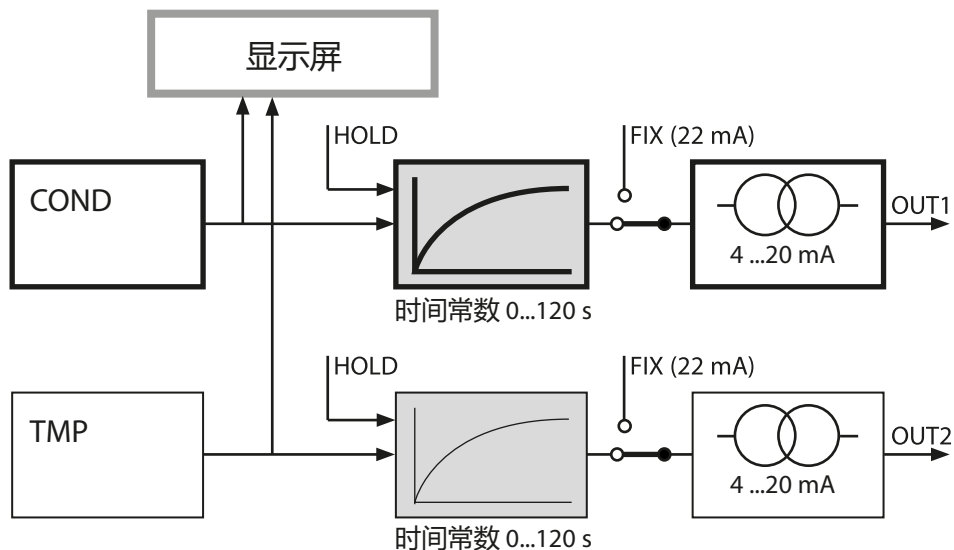 显示屏
HOLD
FIX (22 mA)
COND
OUT1
4 ...20 mA
时间常数 0...120 s
HOLD
FIX (22 mA)
TMP
OUT2
4 ...20 mA
时间常数 0...120 s